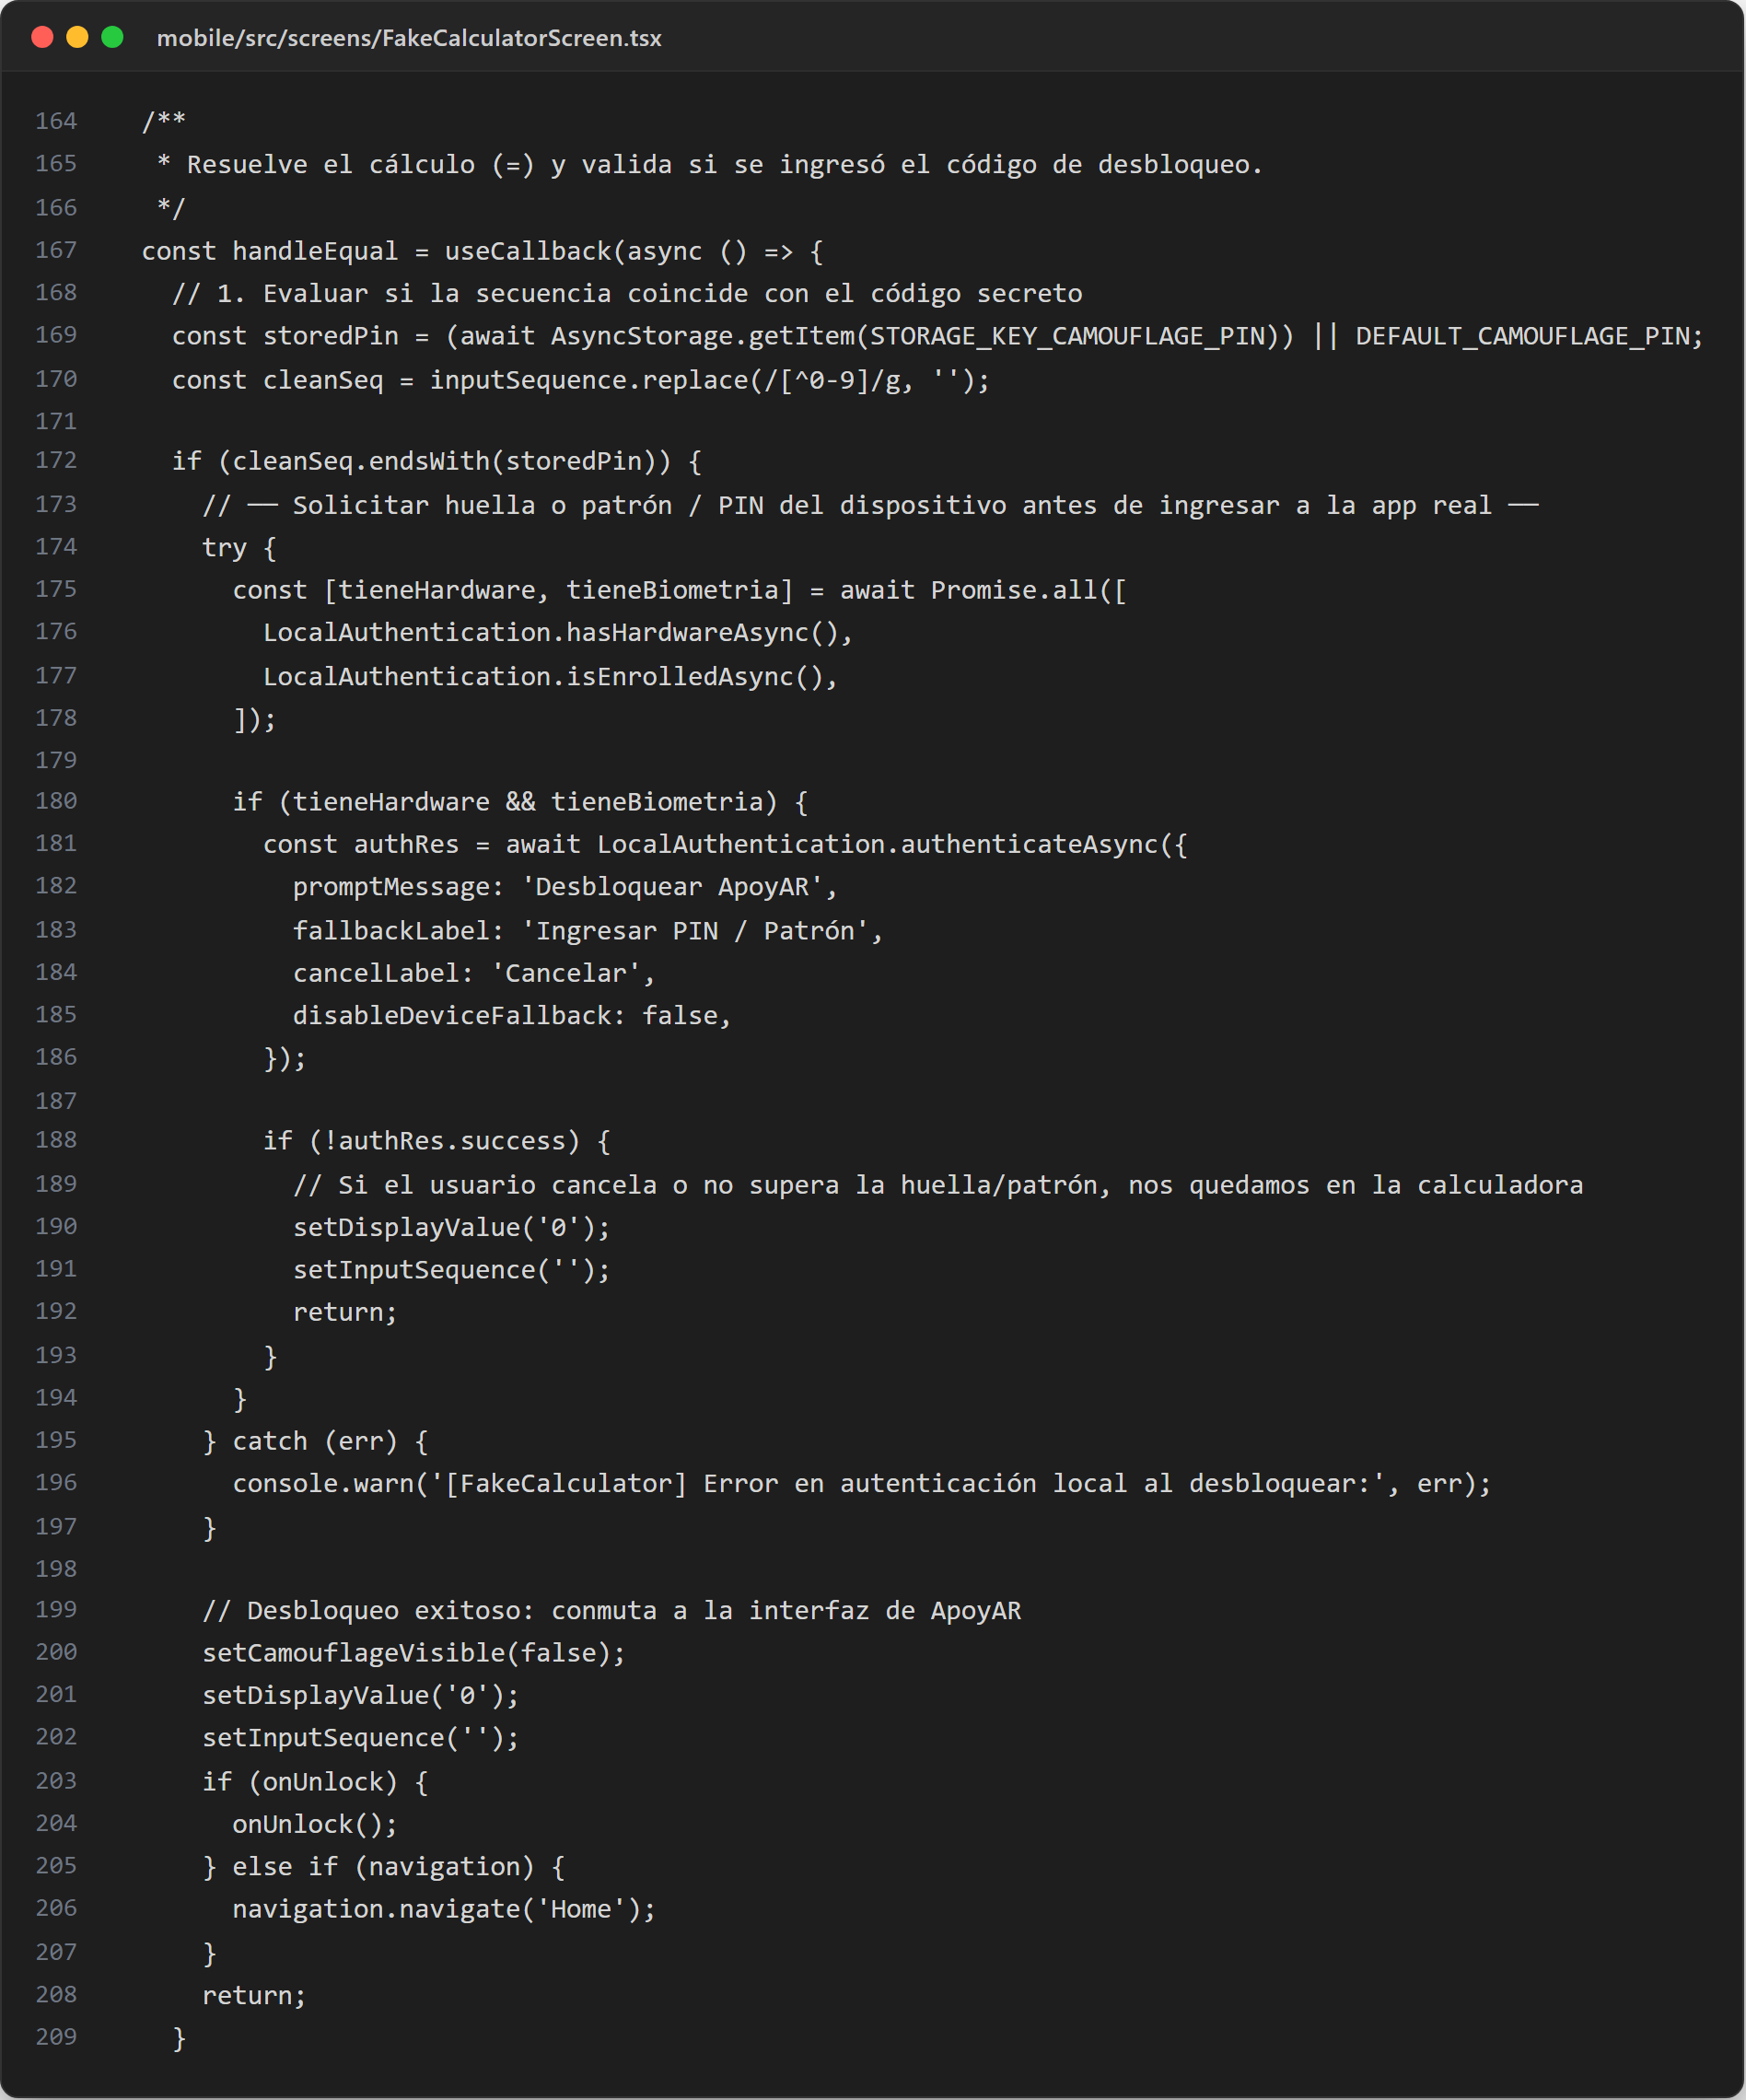 mobile/src/screens/FakeCalculatorScreen.tsx
164 /**
165 * Resuelve el cálculo (=) y valida si se ingresó el código de desbloqueo.
166 */
167 const handleEqual = useCallback(async () => {
168 // 1. Evaluar si la secuencia coincide con el código secreto
169 const storedPin = (await AsyncStorage.getItem(STORAGE_KEY_CAMOUFLAGE_PIN)) || DEFAULT_CAMOUFLAGE_PIN;
170 const cleanSeq = inputSequence.replace(/[^0-9]/g, '');
171
172 if (cleanSeq.endsWith(storedPin)) {
173 // ── Solicitar huella o patrón / PIN del dispositivo antes de ingresar a la app real ──
174 try {
175 const [tieneHardware, tieneBiometria] = await Promise.all([
176 LocalAuthentication.hasHardwareAsync(),
177 LocalAuthentication.isEnrolledAsync(),
178 ]);
179
180 if (tieneHardware && tieneBiometria) {
181 const authRes = await LocalAuthentication.authenticateAsync({
182 promptMessage: 'Desbloquear ApoyAR',
183 fallbackLabel: 'Ingresar PIN / Patrón',
184 cancelLabel: 'Cancelar',
185 disableDeviceFallback: false,
186 });
187
188 if (!authRes.success) {
189 // Si el usuario cancela o no supera la huella/patrón, nos quedamos en la calculadora
190 setDisplayValue('0');
191 setInputSequence('');
192 return;
193 }
194 }
195 } catch (err) {
196 console.warn('[FakeCalculator] Error en autenticación local al desbloquear:', err);
197 }
198
199 // Desbloqueo exitoso: conmuta a la interfaz de ApoyAR
200 setCamouflageVisible(false);
201 setDisplayValue('0');
202 setInputSequence('');
203 if (onUnlock) {
204 onUnlock();
205 } else if (navigation) {
206 navigation.navigate('Home');
207 }
208 return;
209 }